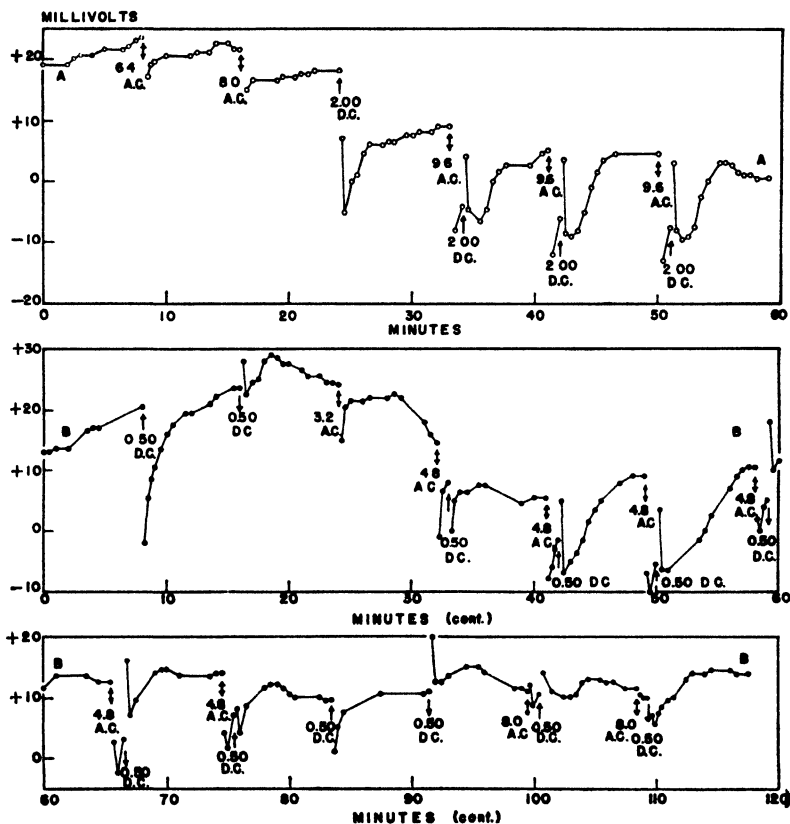 MILLIVOLTS
+20
+10
0
-10
-20
A
6.4
A.C.
8.0
A.C.
2.00
D.C.
9.6
A.C.
2.00
D.C.
9.6
A.C.
2.00
D.C.
9.6
A.C.
2.00
D.C.
A
0 10 20 30 40 50 60
MINUTES
+30
+20
+10
0
-10
B
0.50
D.C.
0.50
D C
3.2
A.C.
4.8
A C
0.50
D C.
4.8
A C.
0.50 D C
4.8
A.C
0.50 D C.
B
4.8
A.C.
0.50
D.C.
0 10 20 30 40 50 60
MINUTES (cont.)
+20
+10
0
B
4.8
A.C.
0.50
D.C.
4.8
A.C.
0.50
D.C.
0.50
D.C.
0.50
D C.
8.0
A.C
0.50
D.C.
8.0
A.C.
0.50
D.C.
B
60 70 80 90 100 110 120
MINUTES (cont.)